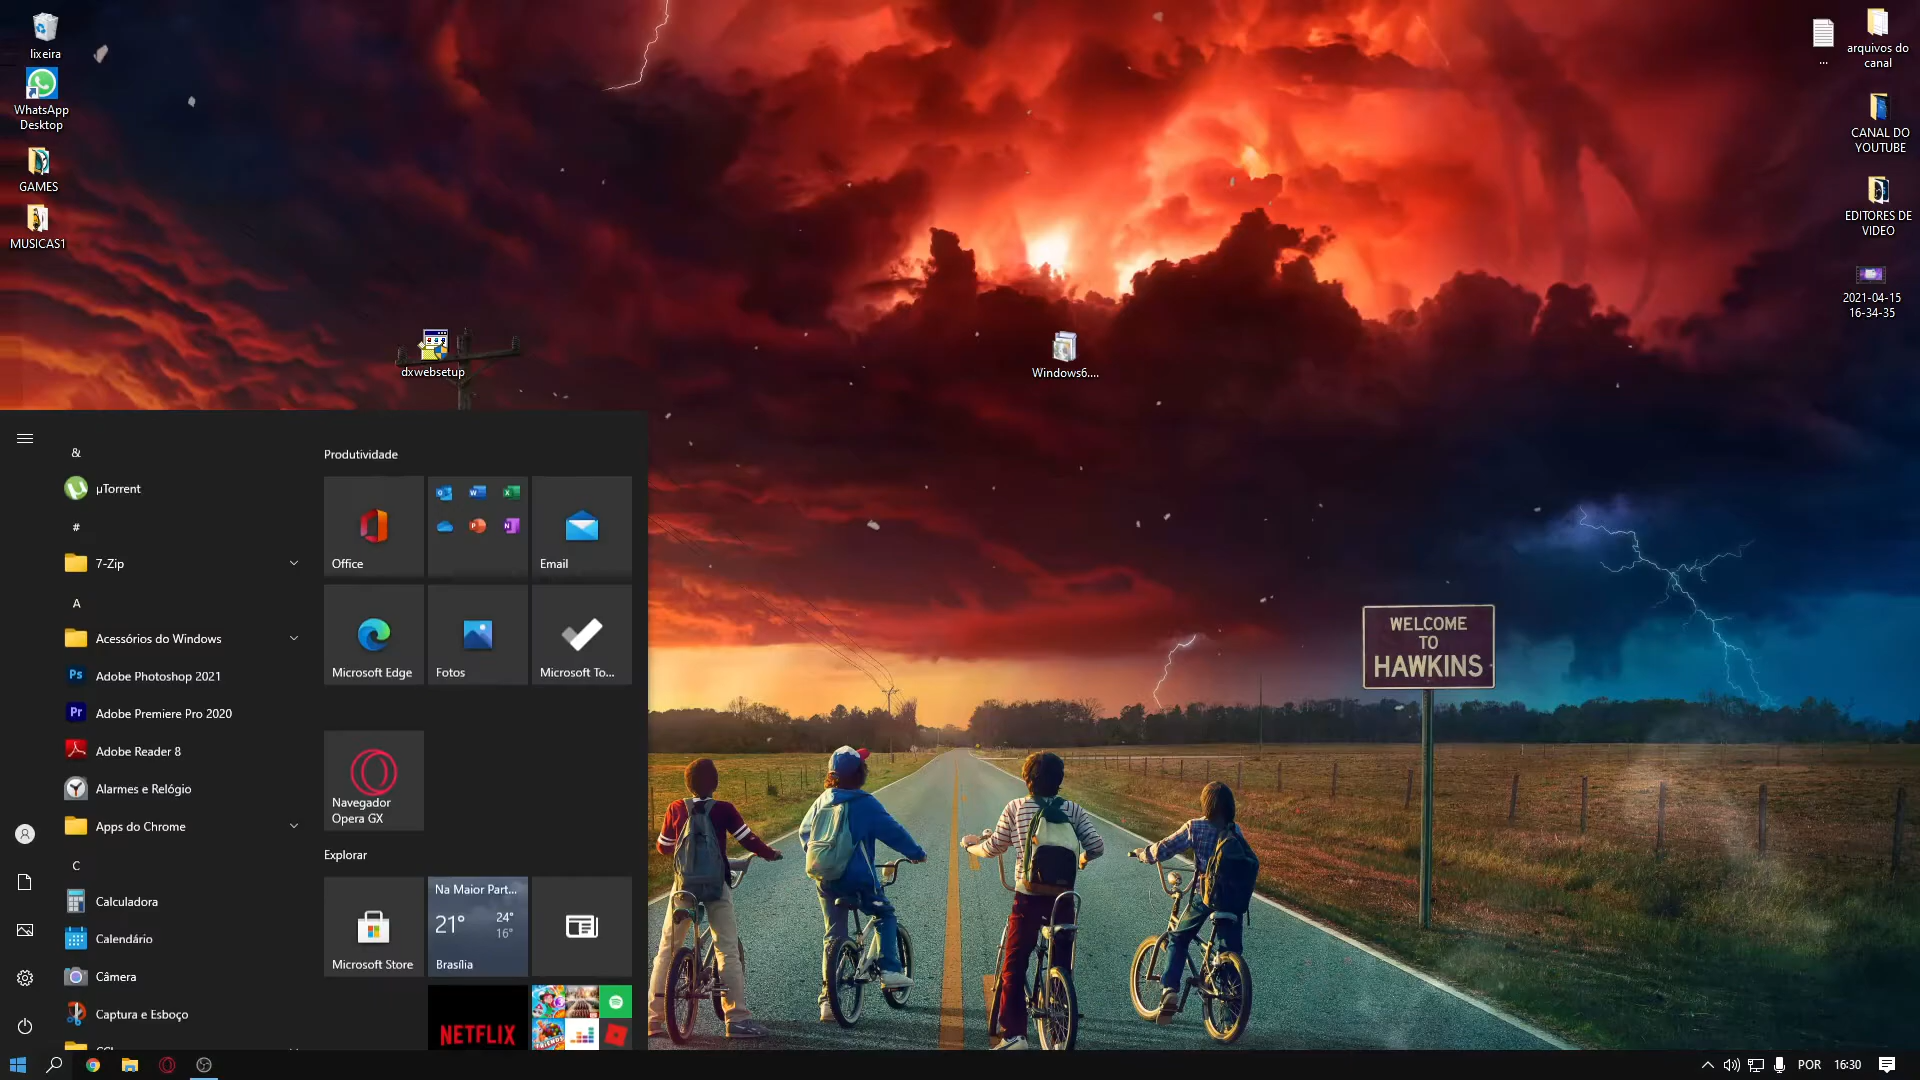 lixeira
WhatsApp
Desktop
GAMES
MUSICAS1
...
arquivos do
canal
CANAL DO
YOUTUBE
EDITORES DE
VIDEO
2021-04-15
16-34-35
dxwebsetup
Windows6....
&
µTorrent
#
7-Zip
A
Acessórios do Windows
Ps
Adobe Photoshop 2021
Pr
Adobe Premiere Pro 2020
Adobe Reader 8
Alarmes e Relógio
Apps do Chrome
C
Calculadora
Calendário
Câmera
Captura e Esboço
Produtividade
Office
Email
Microsoft Edge
Fotos
Microsoft To...
Navegador
Opera GX
Explorar
Microsoft Store
Na Maior Part...
21°
24°
16°
Brasília
NETFLIX
WELCOME
TO
HAWKINS
POR
16:30